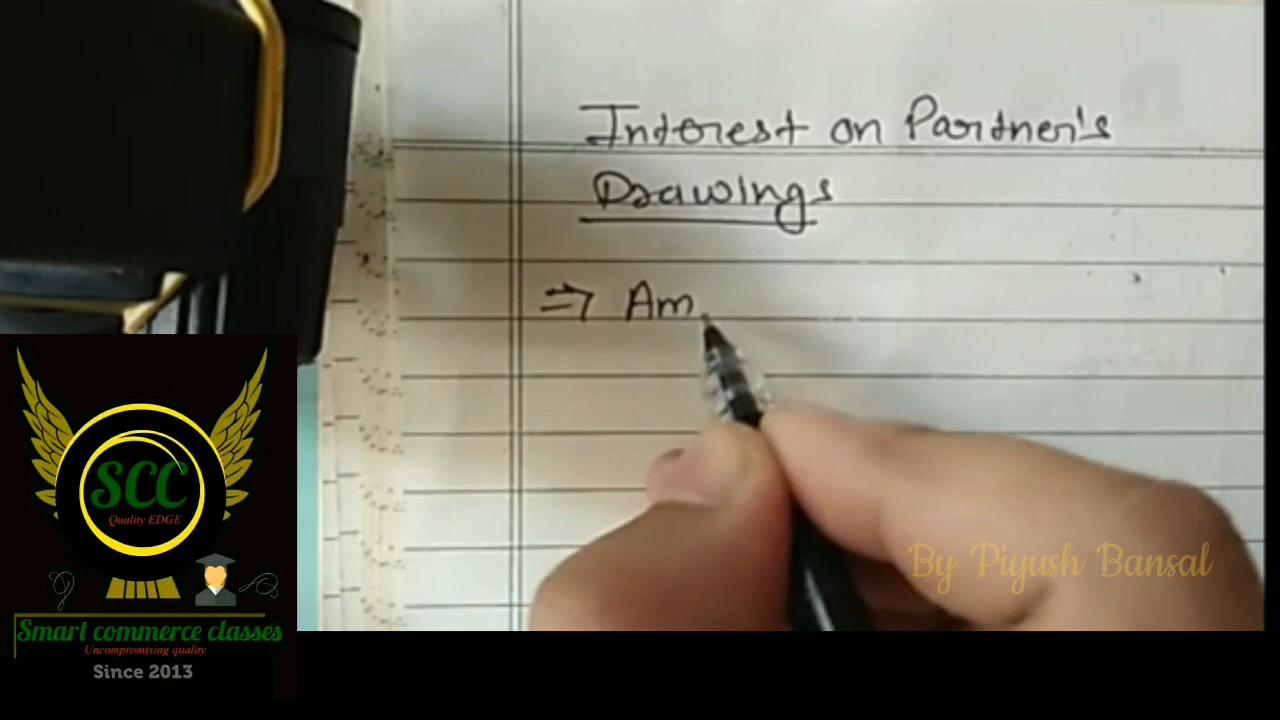 Interest on Partner's
Drawings
⇒ Am
SCC
Quality EDGE
By Piyush Bansal
Smart commerce classes
Uncompromising quality
Since 2013